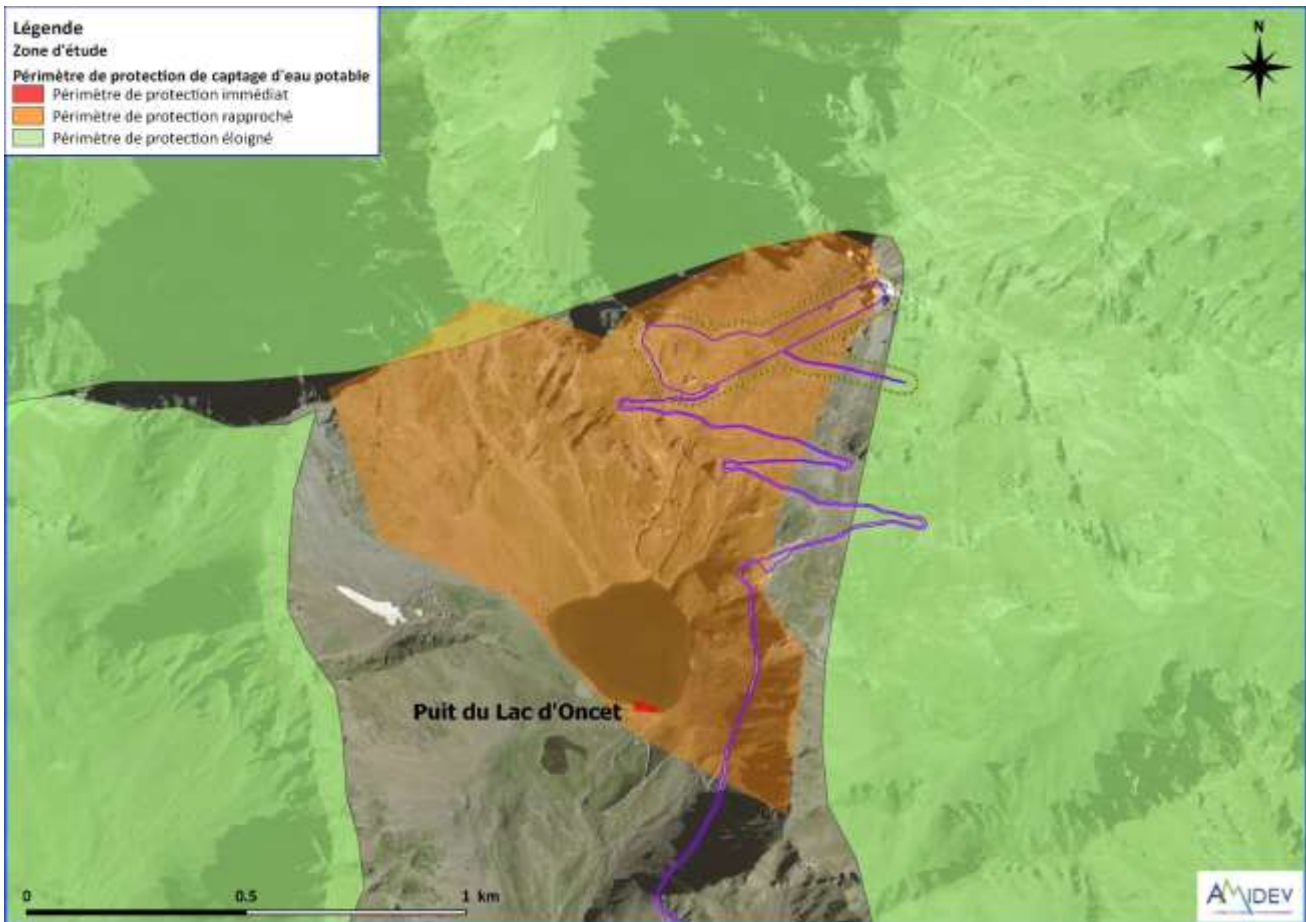 Légende
Zone d'étude
Périmètre de protection de captage d'eau potable
Périmètre de protection immédiat
Périmètre de protection rapproché
Périmètre de protection éloigné
N
Puit du Lac d'Oncet
0 0.5 1 km
AMIDEV